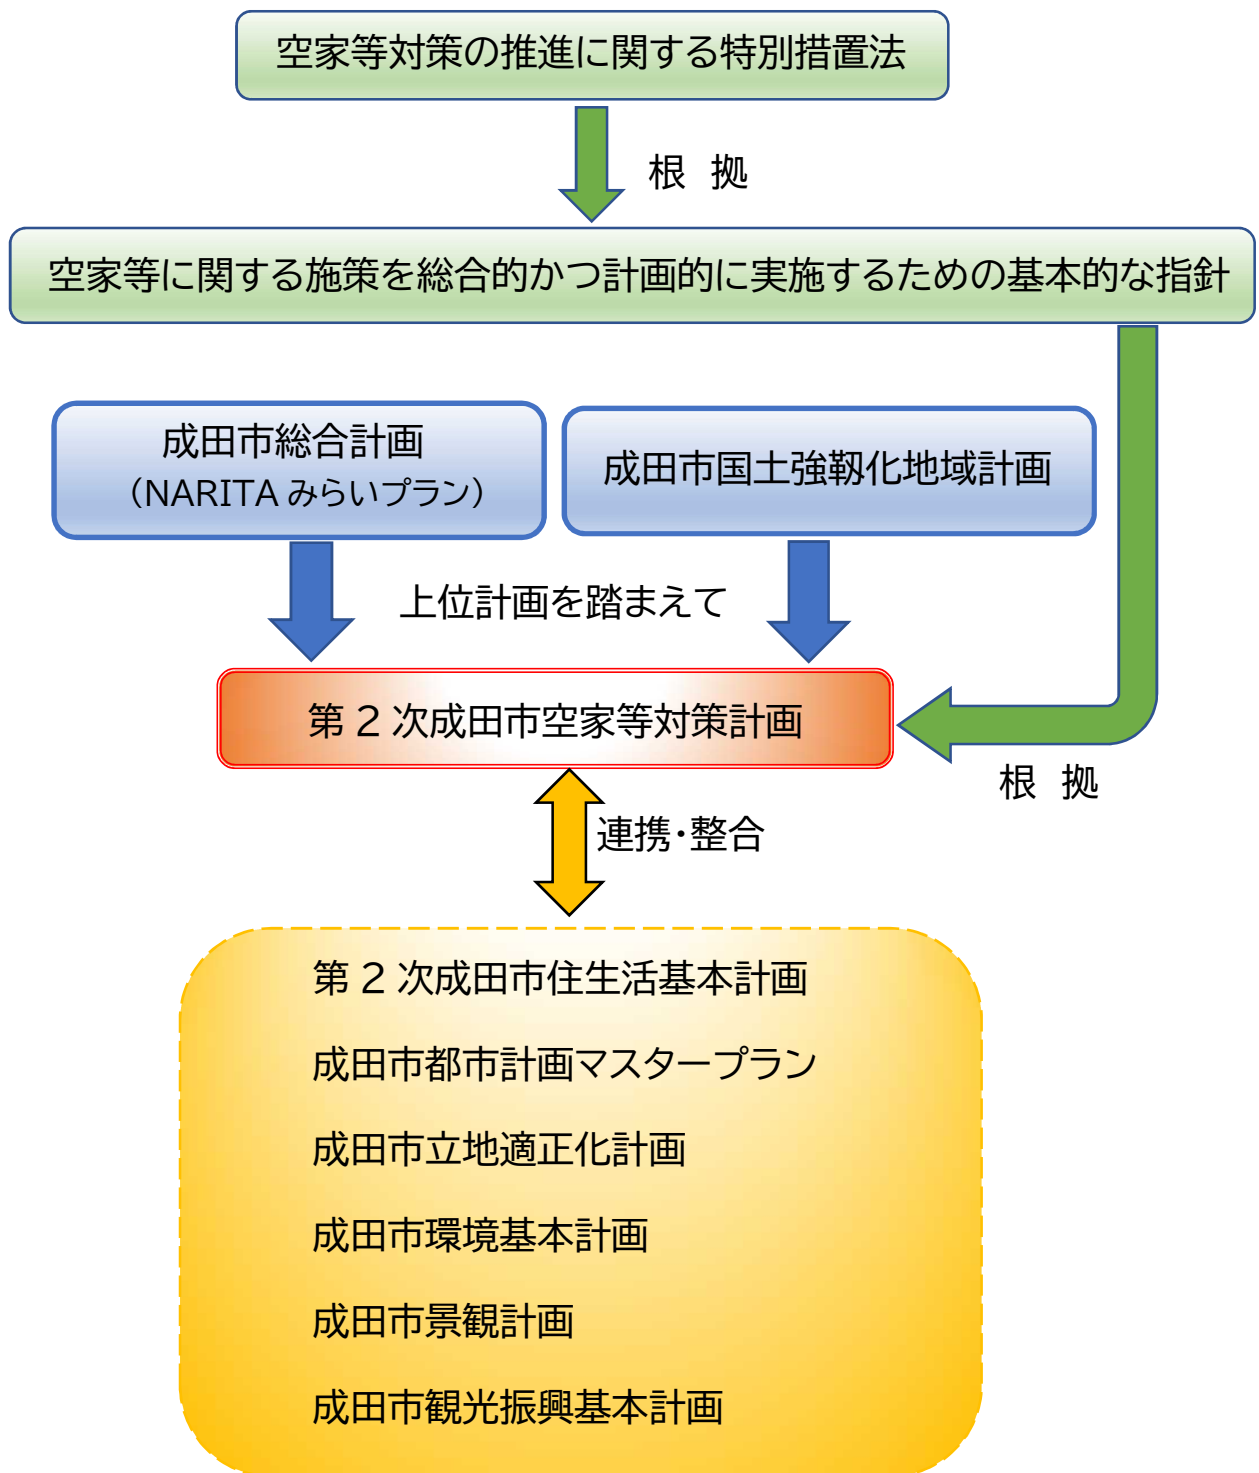 空家等対策の推進に関する特別措置法
根 拠
空家等に関する施策を総合的かつ計画的に実施するための基本的な指針
成田市総合計画
（NARITA みらいプラン）
成田市国土強靱化地域計画
上位計画を踏まえて
第 2 次成田市空家等対策計画
根 拠
連携・整合
第 2 次成田市住生活基本計画
成田市都市計画マスタープラン
成田市立地適正化計画
成田市環境基本計画
成田市景観計画
成田市観光振興基本計画